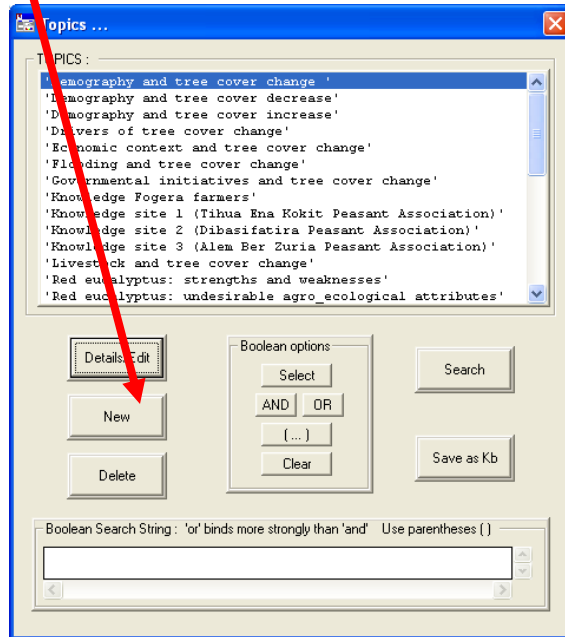 Topics ...
TOPICS :
'Demography and tree cover change '
'Demography and tree cover decrease'
'Demography and tree cover increase'
'Drivers of tree cover change'
'Economic context and tree cover change'
'Flooding and tree cover change'
'Governmental initiatives and tree cover change'
'Knowledge Fogera farmers'
'Knowledge site 1 (Tihua Ena Kokit Peasant Association)'
'Knowledge site 2 (Dibasifatira Peasant Association)'
'Knowledge site 3 (Alem Ber Zuria Peasant Association)'
'Livestock and tree cover change'
'Red eucalyptus: strengths and weaknesses'
'Red eucalyptus: undesirable agro_ecological attributes'
Details/Edit
New
Delete
Boolean options
Select
AND OR
(...)
Clear
Search
Save as Kb
Boolean Search String : 'or' binds more strongly than 'and' Use parentheses ( )